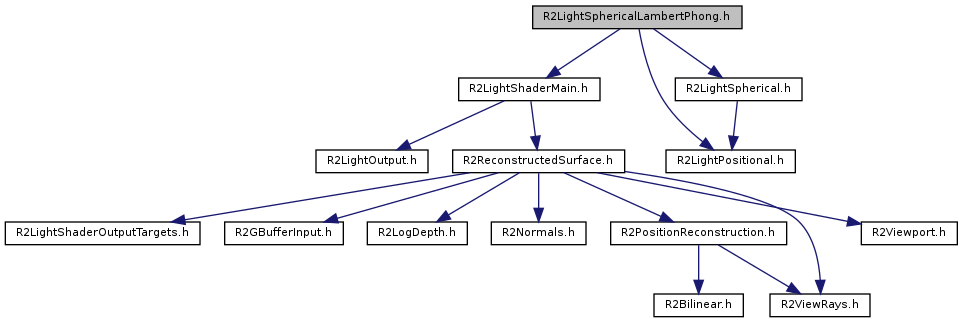 R2LightSphericalLambertPhong.h
R2LightShaderMain.h
R2LightSpherical.h
R2LightOutput.h
R2ReconstructedSurface.h
R2LightPositional.h
R2LightShaderOutputTargets.h
R2GBufferInput.h
R2LogDepth.h
R2Normals.h
R2PositionReconstruction.h
R2Viewport.h
R2Bilinear.h
R2ViewRays.h